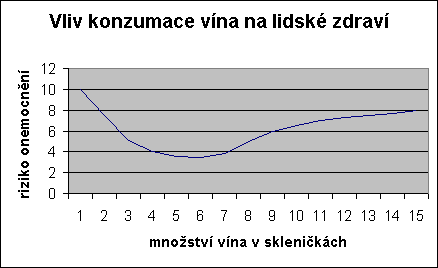 Vliv konzumace vína na lidské zdraví
riziko onemocnění
12
10
8
6
4
2
0
1 2 3 4 5 6 7 8 9 10 11 12 13 14 15
množství vína v skleničkách